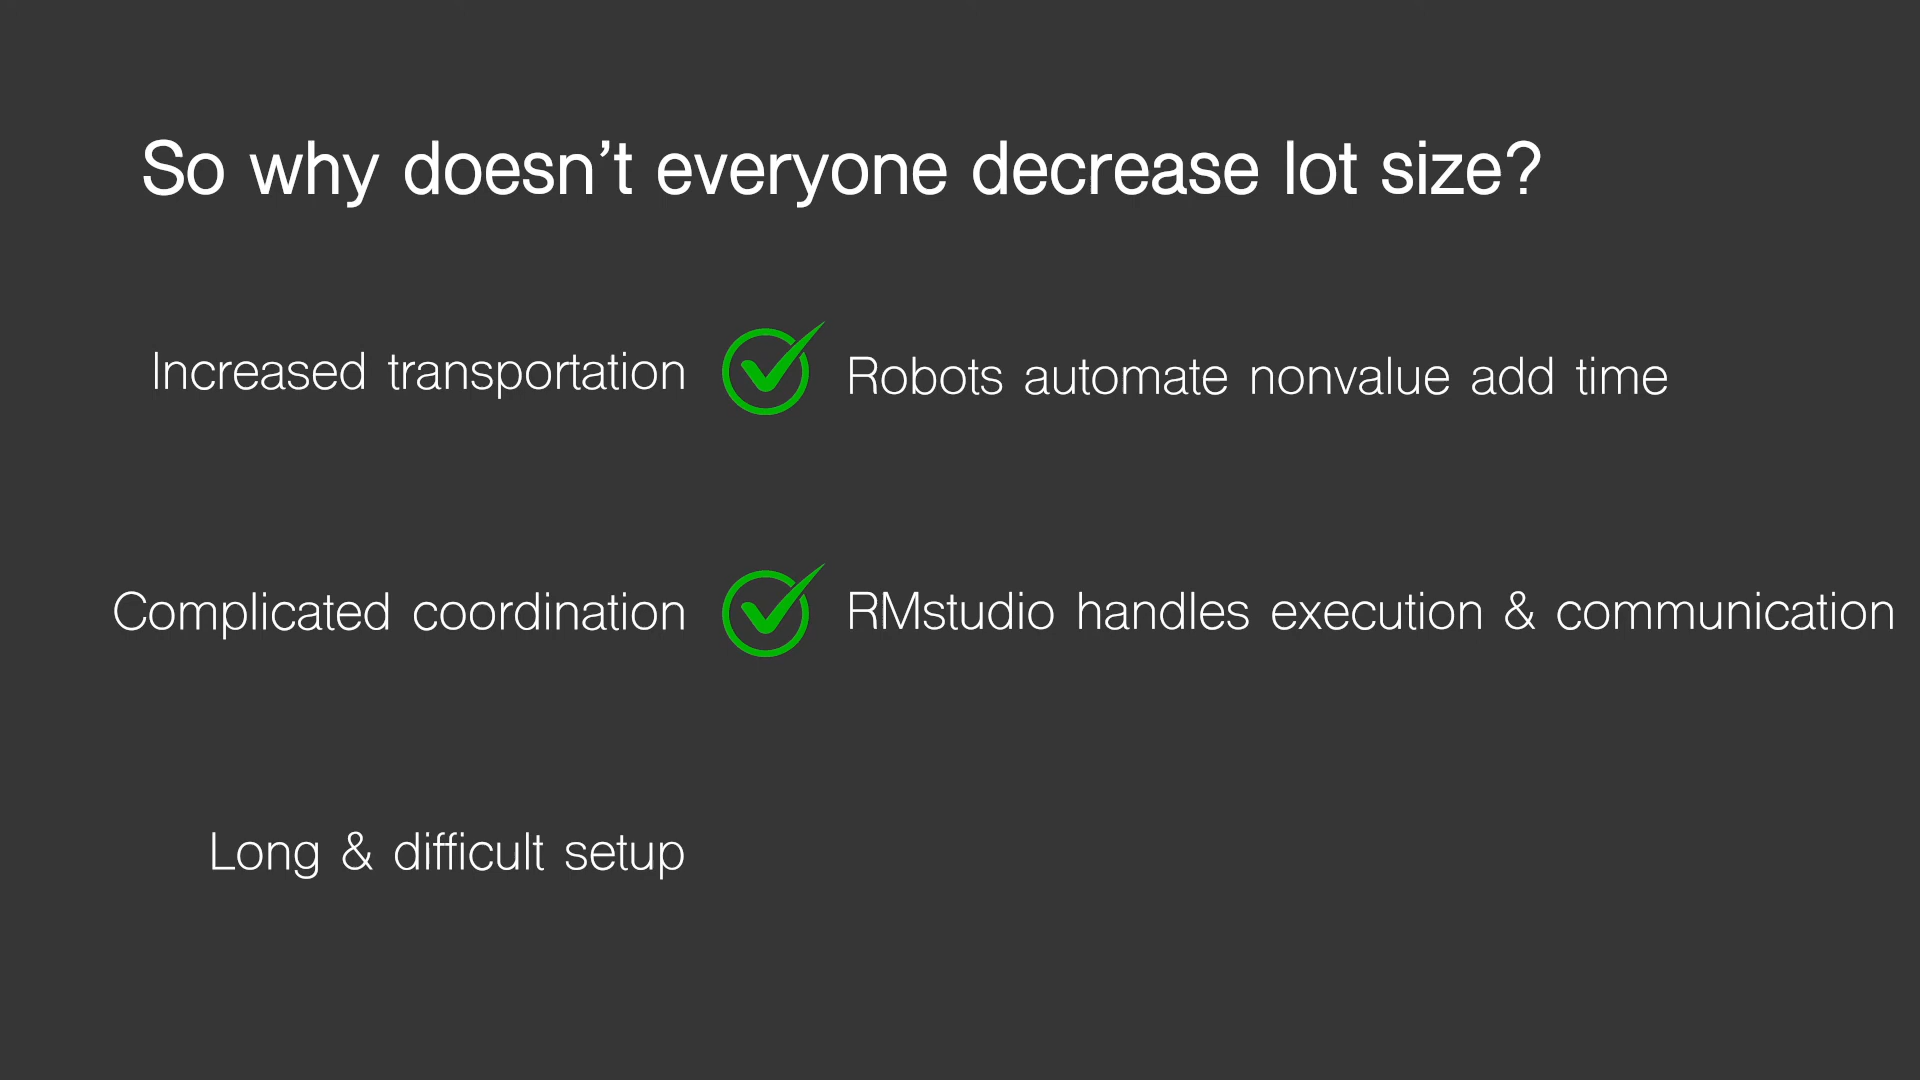 So why doesn’t everyone decrease lot size?
Increased transportation Robots automate nonvalue add time
Complicated coordination RMstudio handles execution & communication
Long & difficult setup